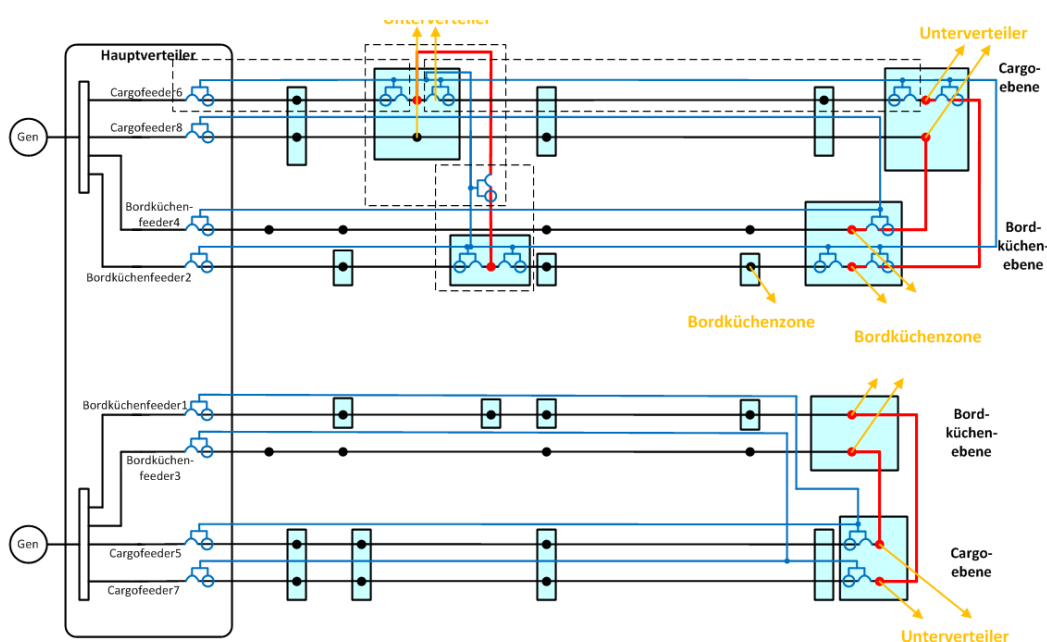 Unterverteiler
Hauptverteiler
Unterverteiler
Cargo-
ebene
Cargofeeder6
Cargofeeder8
Gen
Bordküchen-
feeder4
Bord-
küchen-
ebene
Bordküchenfeeder2
Bordküchenzone
Bordküchenzone
Bordküchenfeeder1
Bord-
küchen-
ebene
Bordküchen-
feeder3
Gen
Cargofeeder5
Cargo-
ebene
Cargofeeder7
Unterverteiler